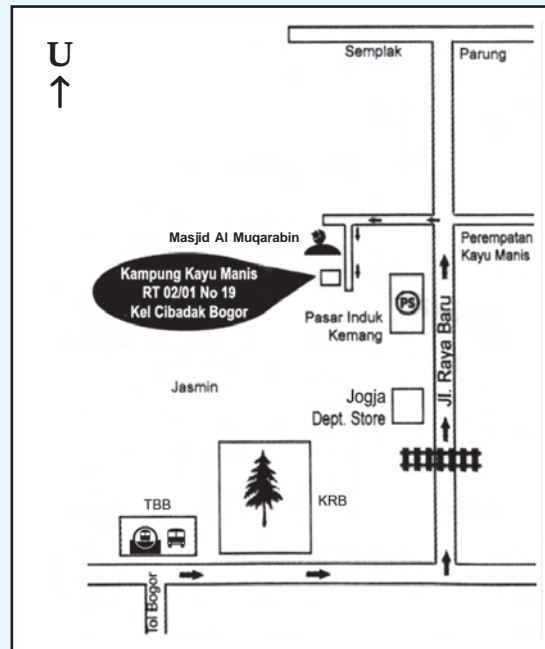 U
Semplak
Parung
Masjid Al Muqarabin
Perempatan
Kayu Manis
Kampung Kayu Manis
RT 02/01 No 19
Kel Cibadak Bogor
PS
Pasar Induk
Kemang
Jl. Raya Baru
Jasmin
Jogja
Dept. Store
TBB
KRB
Tol Bogor